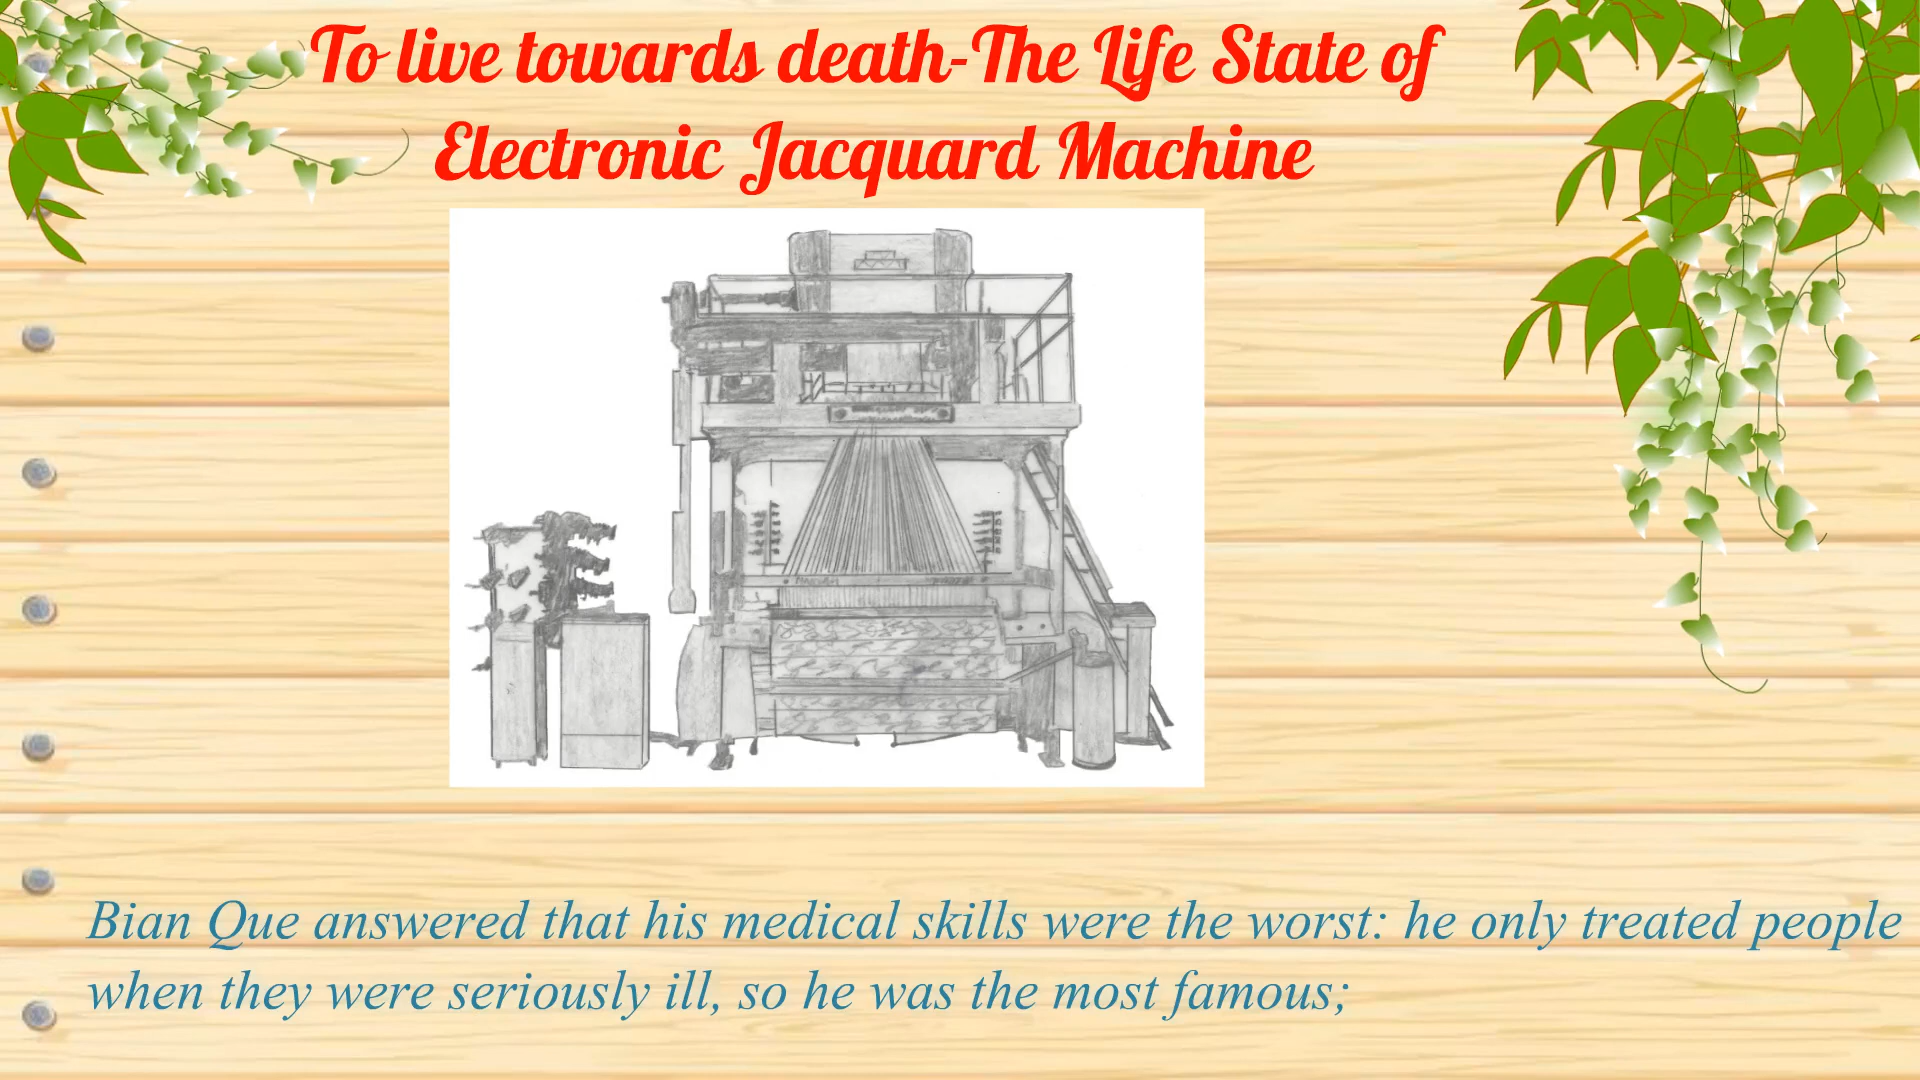 To live towards death-The Life State of
Electronic Jacquard Machine
Bian Que answered that his medical skills were the worst: he only treated people
when they were seriously ill, so he was the most famous;